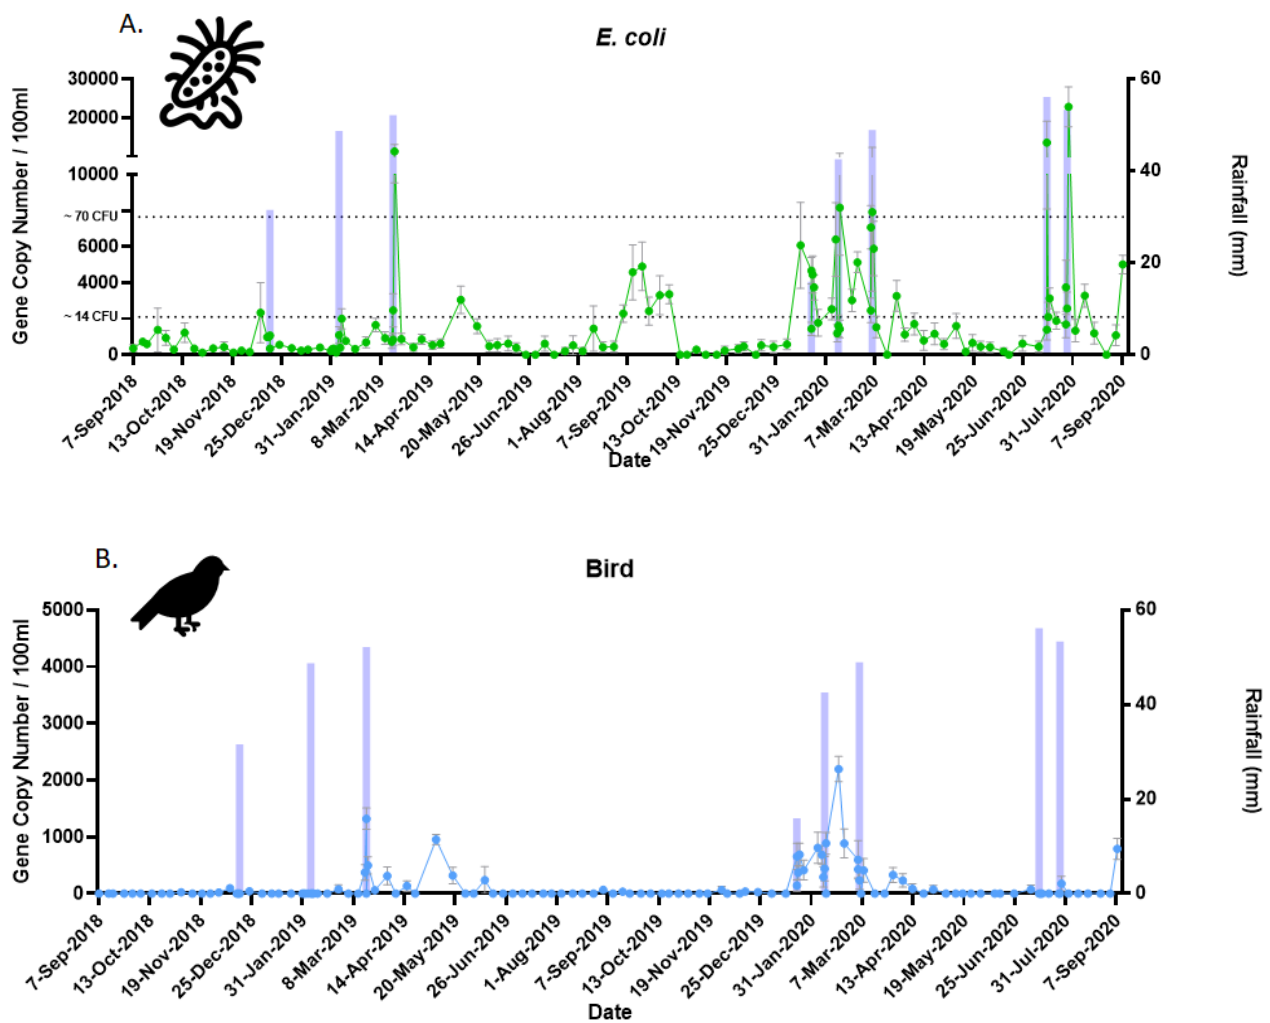 A.
E. coli
Gene Copy Number / 100ml
30000
20000
10000
~ 70 CFU
6000
4000
~ 14 CFU
0
60
40
20
0
Rainfall (mm)
7-Sep-2018
13-Oct-2018
19-Nov-2018
25-Dec-2018
31-Jan-2019
8-Mar-2019
14-Apr-2019
20-May-2019
26-Jun-2019
1-Aug-2019
7-Sep-2019
13-Oct-2019
19-Nov-2019
25-Dec-2019
31-Jan-2020
7-Mar-2020
13-Apr-2020
19-May-2020
25-Jun-2020
31-Jul-2020
7-Sep-2020
Date
B.
Bird
Gene Copy Number / 100ml
5000
4000
3000
2000
1000
0
60
40
20
0
Rainfall (mm)
7-Sep-2018
13-Oct-2018
19-Nov-2018
25-Dec-2018
31-Jan-2019
8-Mar-2019
14-Apr-2019
20-May-2019
26-Jun-2019
1-Aug-2019
7-Sep-2019
13-Oct-2019
19-Nov-2019
25-Dec-2019
31-Jan-2020
7-Mar-2020
13-Apr-2020
19-May-2020
25-Jun-2020
31-Jul-2020
7-Sep-2020
Date